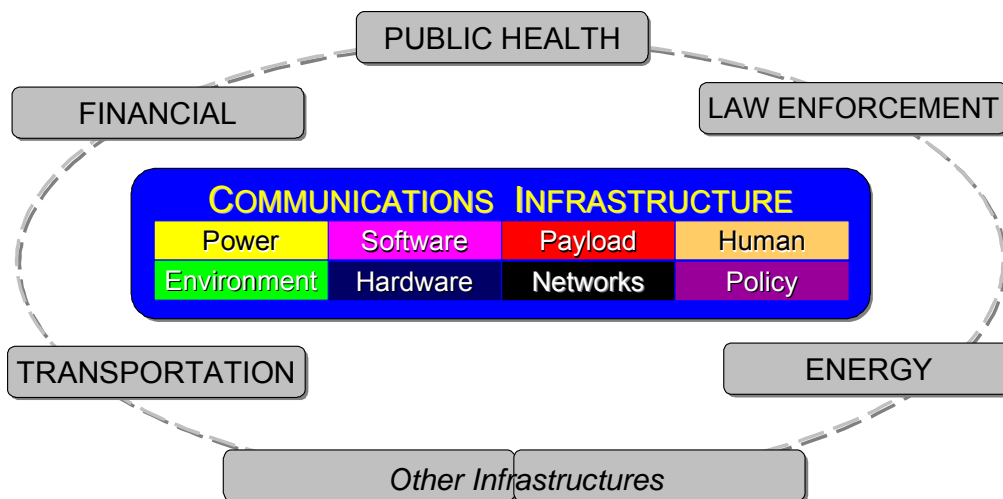 PUBLIC HEALTH
FINANCIAL
LAW ENFORCEMENT
COMMUNICATIONS INFRASTRUCTURE
Power Software Payload Human
Environment Hardware Networks Policy
TRANSPORTATION
ENERGY
Other Infrastructures